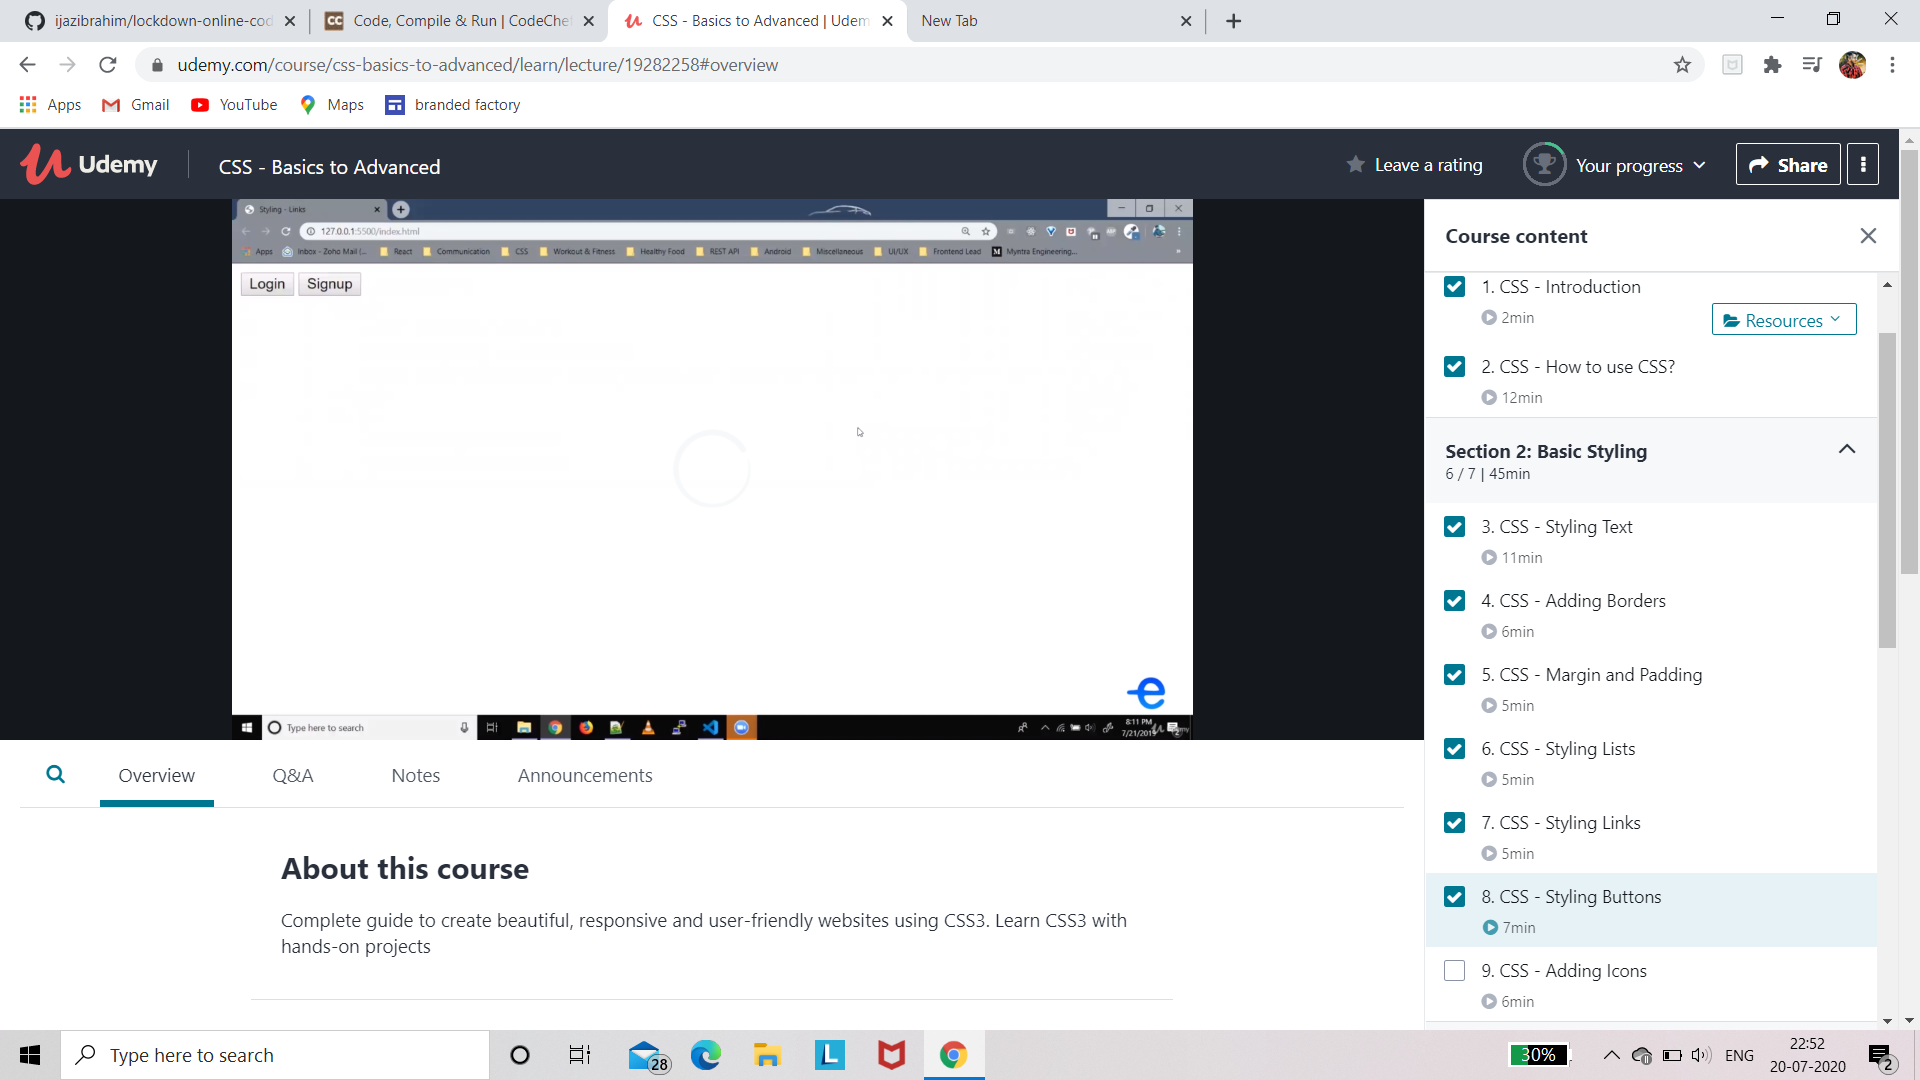 ijazibrahim/lockdown-online-cod
Code, Compile & Run | CodeChe
CSS - Basics to Advanced | Udem
New Tab
udemy.com/course/css-basics-to-advanced/learn/lecture/19282258#overview
Apps
Gmail
YouTube
Maps
branded factory
Udemy
CSS - Basics to Advanced
Leave a rating
Your progress
Share
Styling - Links
127.0.0.1:5500/index.html
Apps
Inbox - Zoho Mail (...
React
Communication
CSS
Workout & Fitness
Healthy Food
REST API
Android
Miscellaneous
UI/UX
Frontend Lead
Myntra Engineering...
Login
Signup
Type here to search
8:11 PM
Course content
1. CSS - Introduction
2min
Resources
2. CSS - How to use CSS?
12min
Section 2: Basic Styling
6 / 7 | 45min
3. CSS - Styling Text
11min
4. CSS - Adding Borders
6min
5. CSS - Margin and Padding
5min
6. CSS - Styling Lists
5min
7. CSS - Styling Links
5min
8. CSS - Styling Buttons
7min
9. CSS - Adding Icons
6min
Overview
Q&A
Notes
Announcements
About this course
Complete guide to create beautiful, responsive and user-friendly websites using CSS3. Learn CSS3 with
hands-on projects
Type here to search
28
30%
ENG
22:52
20-07-2020
2